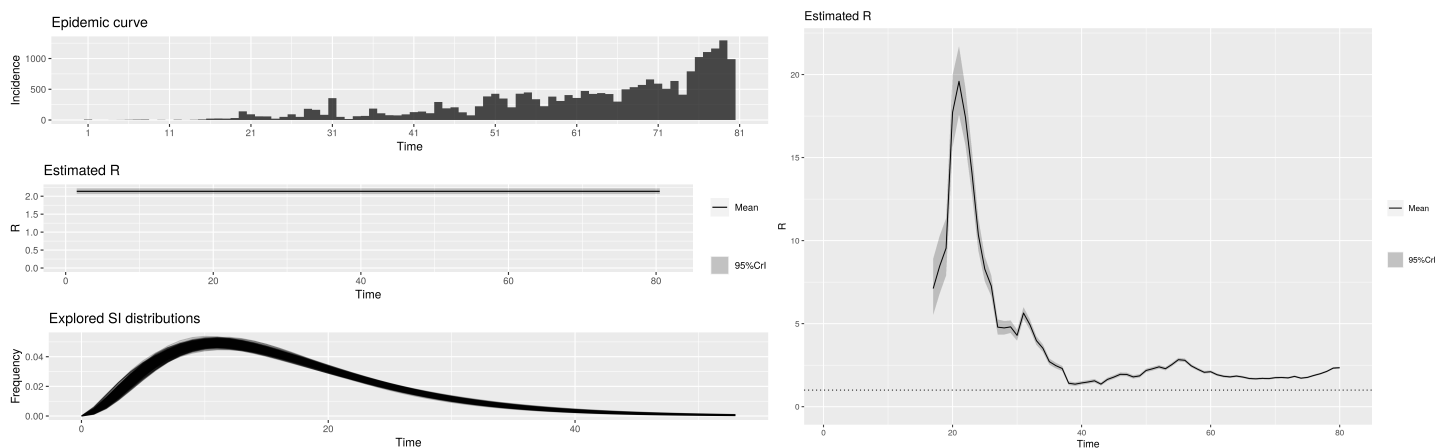 Epidemic curve
Incidence
1000
500
0
1 11 21 31 41 51 61 71 81
Time
Estimated R
R
2.0
1.5
1.0
0.5
0.0
0 20 40 60 80
Time
Mean
95%CrI
Explored SI distributions
Frequency
0.04
0.02
0.00
0 20 40
Time
Estimated R
R
20
15
10
5
0
0 20 40 60 80
Time
Mean
95%CrI